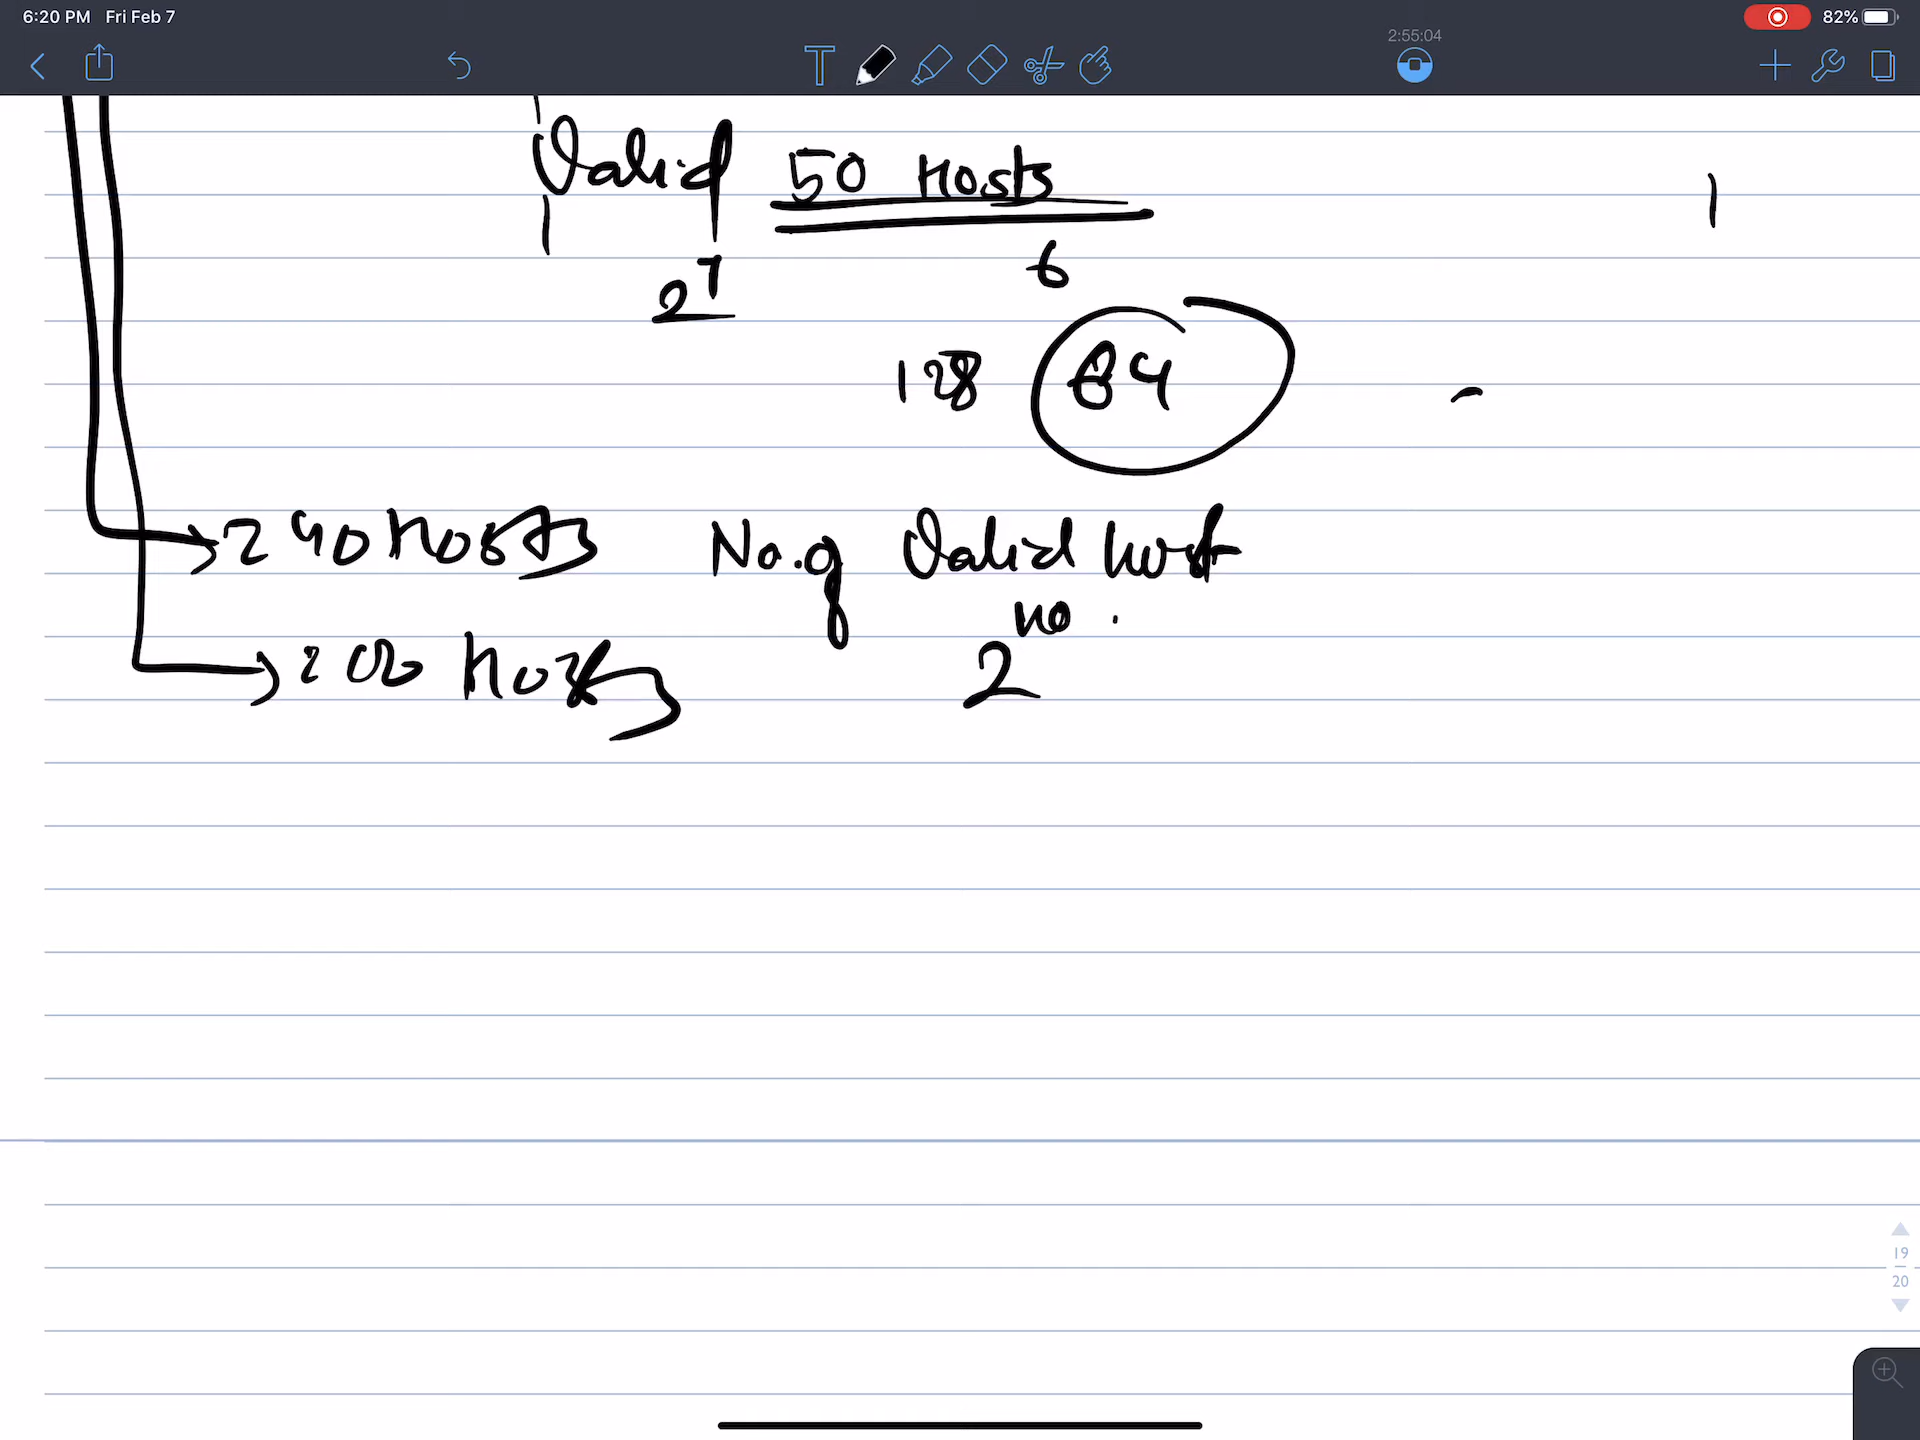 6:20 PM Fri Feb 7
82%
2:55:04
Valid 50 Hosts
2^7 6
128 64
240 Hosts No. of Valid host
no.
200 Hosts 2
19
20